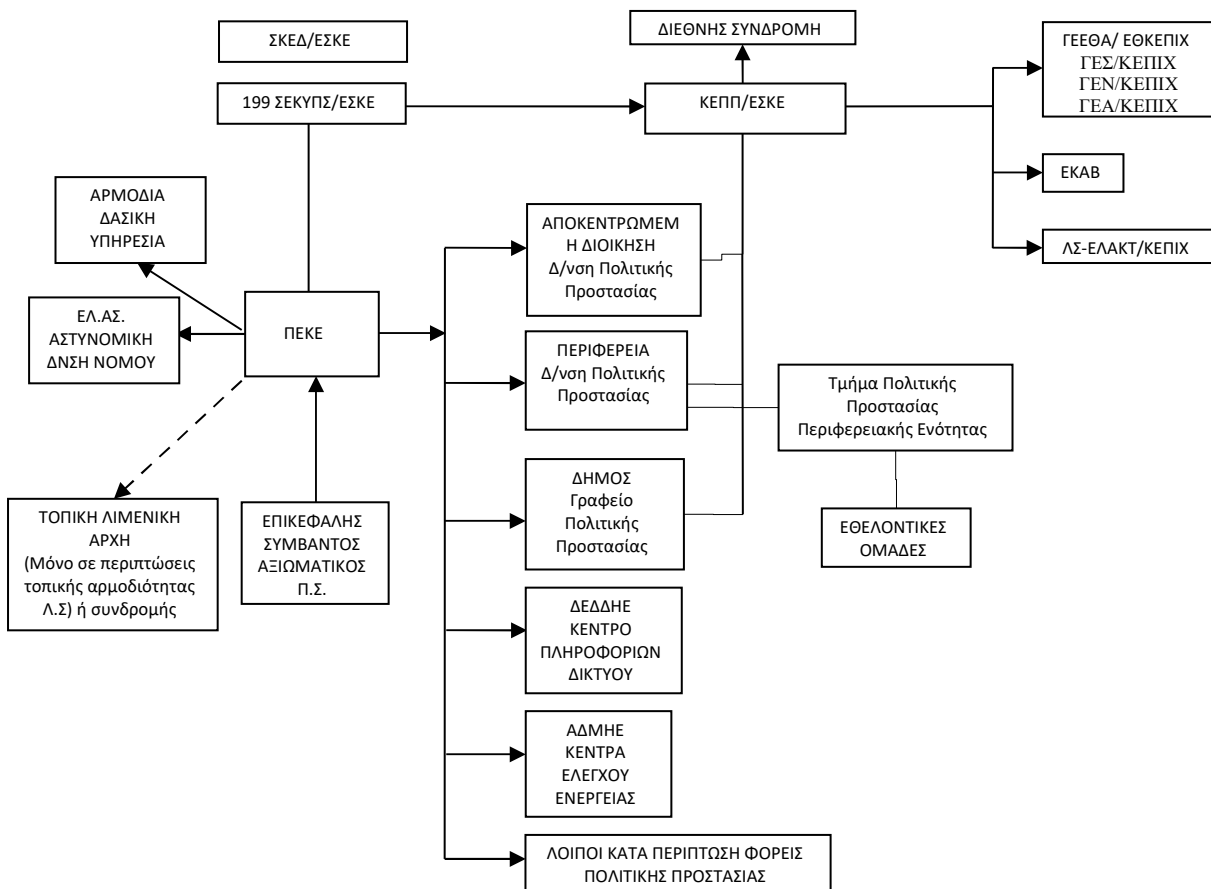 ΣΚΕΔ/ΕΣΚΕ
ΔΙΕΘΝΗΣ ΣΥΝΔΡΟΜΗ
ΓΕΕΘΑ/ ΕΘΚΕΠΙΧ
ΓΕΣ/ΚΕΠΙΧ
ΓΕΝ/ΚΕΠΙΧ
ΓΕΑ/ΚΕΠΙΧ
199 ΣΕΚΥΠΣ/ΕΣΚΕ
ΚΕΠΠ/ΕΣΚΕ
ΕΚΑΒ
ΛΣ-ΕΛΑΚΤ/ΚΕΠΙΧ
ΑΡΜΟΔΙΑ
ΔΑΣΙΚΗ
ΥΠΗΡΕΣΙΑ
ΑΠΟΚΕΝΤΡΩΜΕΜ
Η ΔΙΟΙΚΗΣΗ
Δ/νση Πολιτικής
Προστασίας
ΕΛ.ΑΣ.
ΑΣΤΥΝΟΜΙΚΗ
ΔΝΣΗ ΝΟΜΟΥ
ΠΕΚΕ
ΠΕΡΙΦΕΡΕΙΑ
Δ/νση Πολιτικής
Προστασίας
Τμήμα Πολιτικής
Προστασίας
Περιφερειακής Ενότητας
ΤΟΠΙΚΗ ΛΙΜΕΝΙΚΗ
ΑΡΧΗ
(Μόνο σε περιπτώσεις
τοπικής αρμοδιότητας
Λ.Σ) ή συνδρομής
ΕΠΙΚΕΦΑΛΗΣ
ΣΥΜΒΑΝΤΟΣ
ΑΞΙΩΜΑΤΙΚΟΣ
Π.Σ.
ΔΗΜΟΣ
Γραφείο
Πολιτικής
Προστασίας
ΕΘΕΛΟΝΤΙΚΕΣ
ΟΜΑΔΕΣ
ΔΕΔΔΗΕ
ΚΕΝΤΡΟ
ΠΛΗΡΟΦΟΡΙΩΝ
ΔΙΚΤΥΟΥ
ΑΔΜΗΕ
ΚΕΝΤΡΑ
ΕΛΕΓΧΟΥ
ΕΝΕΡΓΕΙΑΣ
ΛΟΙΠΟΙ ΚΑΤΑ ΠΕΡΙΠΤΩΣΗ ΦΟΡΕΙΣ
ΠΟΛΙΤΙΚΗΣ ΠΡΟΣΤΑΣΙΑΣ